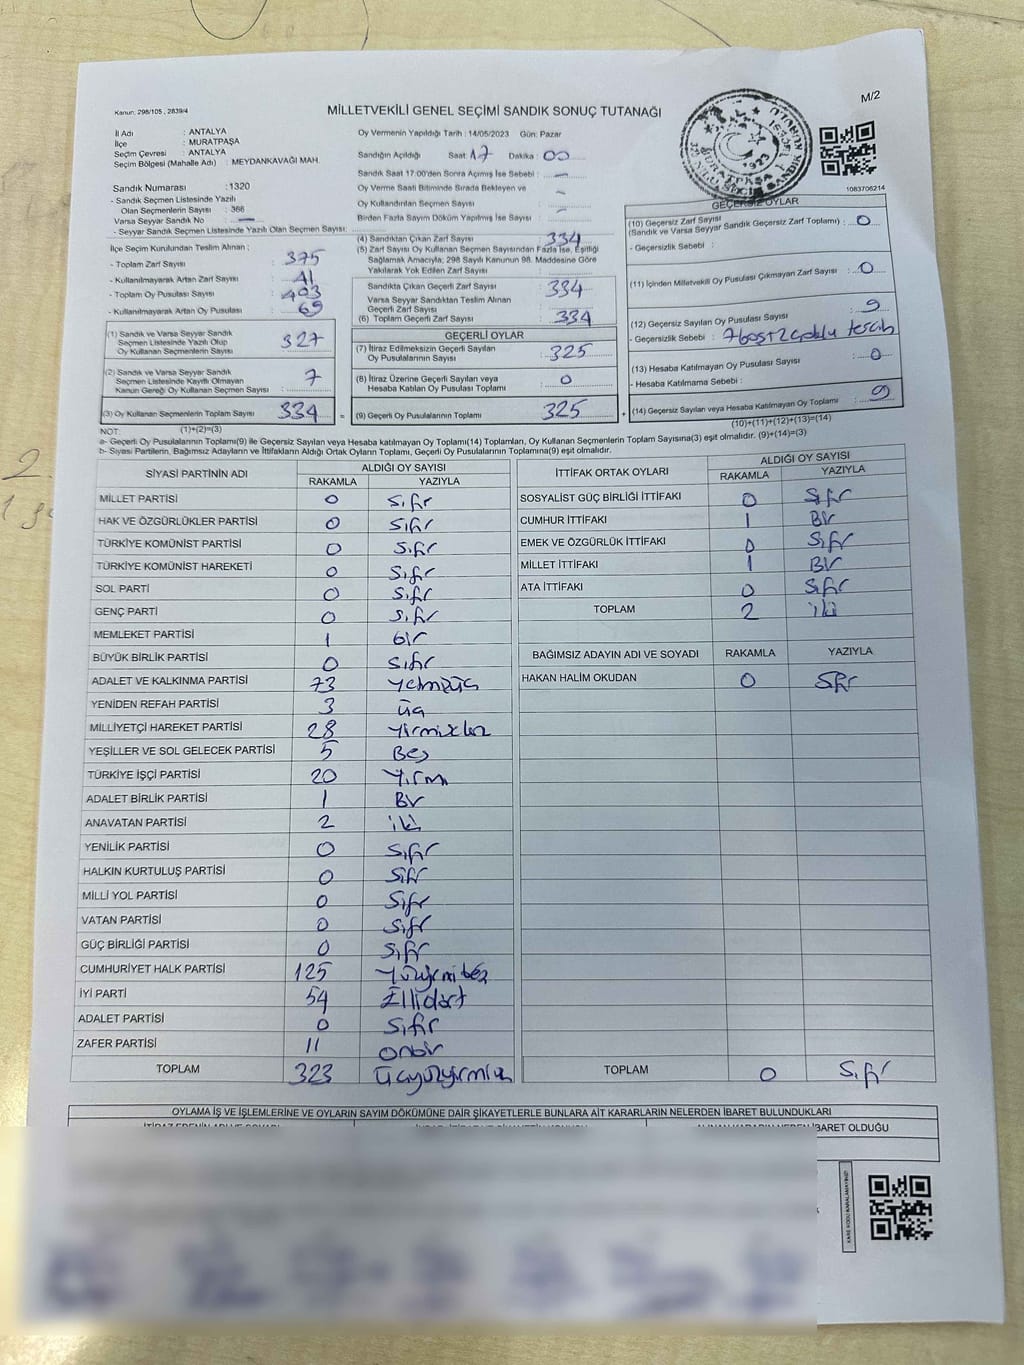 M/2
Kanun: 298/105 , 2839/4
MİLLETVEKİLİ GENEL SEÇİMİ SANDIK SONUÇ TUTANAĞI
İl Adı : ANTALYA
İlçe : MURATPAŞA
Seçim Çevresi : ANTALYA
Seçim Bölgesi (Mahalle Adı) : MEYDANKAVAĞI MAH.
Sandık Numarası : 1320
- Sandık Seçmen Listesinde Yazılı
Olan Seçmenlerin Sayısı : 366
Varsa Seyyar Sandık No : —
- Seyyar Sandık Seçmen Listesinde Yazılı Olan Seçmen Sayısı:
İlçe Seçim Kurulundan Teslim Alınan ;
- Toplam Zarf Sayısı : 375
- Kullanılmayarak Artan Zarf Sayısı : 41
- Toplam Oy Pusulası Sayısı : 403
- Kullanılmayarak Artan Oy Pusulası : 69
(1) Sandık ve Varsa Seyyar Sandık
Seçmen Listesinde Yazılı Olup
Oy Kullanan Seçmenlerin Sayısı : 327
(2) Sandık ve Varsa Seyyar Sandık
Seçmen Listesinde Kayıtlı Olmayan
Kanun Gereği Oy Kullanan Seçmen Sayısı : 7
(3) Oy Kullanan Seçmenlerin Toplam Sayısı : 334 =
Oy Vermenin Yapıldığı Tarih : 14/05/2023 Gün: Pazar
Sandığın Açıldığı Saat : 17 Dakika : 00
Sandık Saat 17:00'den Sonra Açılmış İse Sebebi : —
Oy Verme Saati Bitiminde Sırada Bekleyen ve
Oy Kullandırılan Seçmen Sayısı : —
Birden Fazla Sayım Döküm Yapılmış İse Sayısı : —
(4) Sandıktan Çıkan Zarf Sayısı : 334
(5) Zarf Sayısı Oy Kullanan Seçmen Sayısından Fazla İse, Eşitliği
Sağlamak Amacıyla; 298 Sayılı Kanunun 98. Maddesine Göre
Yakılarak Yok Edilen Zarf Sayısı :
Sandıkta Çıkan Geçerli Zarf Sayısı : 334
Varsa Seyyar Sandıktan Teslim Alınan
Geçerli Zarf Sayısı :
(6) Toplam Geçerli Zarf Sayısı : 334
GEÇERLİ OYLAR
(7) İtiraz Edilmeksizin Geçerli Sayılan
Oy Pusulalarının Sayısı : 325
(8) İtiraz Üzerine Geçerli Sayılan veya
Hesaba Katılan Oy Pusulası Toplamı : 0
(9) Geçerli Oy Pusulalarının Toplamı : 325 +
1083706214
GEÇERSİZ OYLAR
(10) Geçersiz Zarf Sayısı
(Sandık ve Varsa Seyyar Sandık Geçersiz Zarf Toplamı) : 0
- Geçersizlik Sebebi :
(11) İçinden Milletvekili Oy Pusulası Çıkmayan Zarf Sayısı : 0
(12) Geçersiz Sayılan Oy Pusulası Sayısı : 9
- Geçersizlik Sebebi : 7 boş+2 çoklu tercih
(13) Hesaba Katılmayan Oy Pusulası Sayısı : 0
- Hesaba Katılmama Sebebi :
(14) Geçersiz Sayılan veya Hesaba Katılmayan Oy Toplamı : 9
NOT: (1)+(2)=(3) (10)+(11)+(12)+(13)=(14)
a- Geçerli Oy Pusulalarının Toplamı(9) ile Geçersiz Sayılan veya Hesaba katılmayan Oy Toplamı(14) Toplamları, Oy Kullanan Seçmenlerin Toplam Sayısına(3) eşit olmalıdır. (9)+(14)=(3)
b- Siyasi Partilerin, Bağımsız Adayların ve İttifakların Aldığı Ortak Oyların Toplamı, Geçerli Oy Pusulalarının Toplamına(9) eşit olmalıdır.
SİYASİ PARTİNİN ADI ALDIĞI OY SAYISI
RAKAMLA YAZIYLA
MİLLET PARTİSİ 0 Sıfır
HAK VE ÖZGÜRLÜKLER PARTİSİ 0 Sıfır
TÜRKİYE KOMÜNİST PARTİSİ 0 Sıfır
TÜRKİYE KOMÜNİST HAREKETİ 0 Sıfır
SOL PARTİ 0 Sıfır
GENÇ PARTİ 0 Sıfır
MEMLEKET PARTİSİ 1 bir
BÜYÜK BİRLİK PARTİSİ 0 Sıfır
ADALET VE KALKINMA PARTİSİ 73 Yetmişüç
YENİDEN REFAH PARTİSİ 3 üç
MİLLİYETÇİ HAREKET PARTİSİ 28 Yirmisekiz
YEŞİLLER VE SOL GELECEK PARTİSİ 5 Beş
TÜRKİYE İŞÇİ PARTİSİ 20 Yirmi
ADALET BİRLİK PARTİSİ 1 Bir
ANAVATAN PARTİSİ 2 iki
YENİLİK PARTİSİ 0 Sıfır
HALKIN KURTULUŞ PARTİSİ 0 Sıfır
MİLLİ YOL PARTİSİ 0 Sıfır
VATAN PARTİSİ 0 Sıfır
GÜÇ BİRLİĞİ PARTİSİ 0 Sıfır
CUMHURİYET HALK PARTİSİ 125 Yüzyirmibeş
İYİ PARTİ 54 Ellidört
ADALET PARTİSİ 0 Sıfır
ZAFER PARTİSİ 11 Onbir
TOPLAM 323 Üçyüzyirmiüç
İTTİFAK ORTAK OYLARI ALDIĞI OY SAYISI
RAKAMLA YAZIYLA
SOSYALİST GÜÇ BİRLİĞİ İTTİFAKI 0 Sıfır
CUMHUR İTTİFAKI 1 Bir
EMEK VE ÖZGÜRLÜK İTTİFAKI 0 Sıfır
MİLLET İTTİFAKI 1 Bir
ATA İTTİFAKI 0 Sıfır
TOPLAM 2 iki
BAĞIMSIZ ADAYIN ADI VE SOYADI RAKAMLA YAZIYLA
HAKAN HALİM OKUDAN 0 Sıfır
TOPLAM 0 Sıfır
OYLAMA İŞ VE İŞLEMLERİNE VE OYLARIN SAYIM DÖKÜMÜNE DAİR ŞİKAYETLERLE BUNLARA AİT KARARLARIN NELERDEN İBARET BULUNDUKLARI
İBARET OLDUĞU
KARE KODU KARALAMAYINIZ!